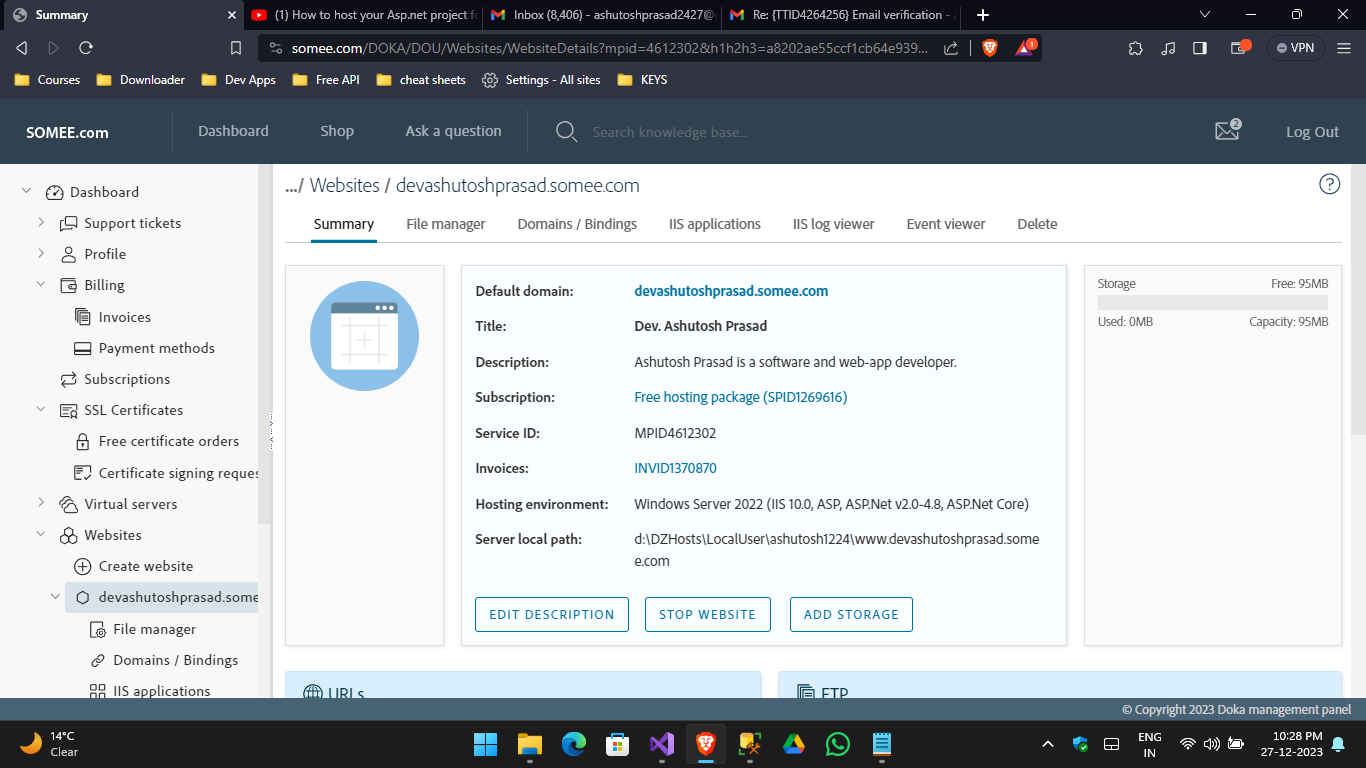 Summary
(1) How to host your Asp.net project f
Inbox (8,406) - ashutoshprasad2427@
Re: {TTID4264256} Email verification -
somee.com/DOKA/DOU/Websites/WebsiteDetails?mpid=4612302&h1h2h3=a8202ae55ccf1cb64e939...
1
VPN
Courses
Downloader
Dev Apps
Free API
cheat sheets
Settings - All sites
KEYS
SOMEE.com
Dashboard
Shop
Ask a question
Search knowledge base...
2
Log Out
Dashboard
Support tickets
Profile
Billing
Invoices
Payment methods
Subscriptions
SSL Certificates
Free certificate orders
Certificate signing reques
Virtual servers
Websites
Create website
devashutoshprasad.some
File manager
Domains / Bindings
IIS applications
.../ Websites / devashutoshprasad.somee.com
?
Summary
File manager
Domains / Bindings
IIS applications
IIS log viewer
Event viewer
Delete
Default domain: devashutoshprasad.somee.com
Title: Dev. Ashutosh Prasad
Description: Ashutosh Prasad is a software and web-app developer.
Subscription: Free hosting package (SPID1269616)
Service ID: MPID4612302
Invoices: INVID1370870
Hosting environment: Windows Server 2022 (IIS 10.0, ASP, ASP.Net v2.0-4.8, ASP.Net Core)
Server local path: d:\DZHosts\LocalUser\ashutosh1224\www.devashutoshprasad.some
e.com
EDIT DESCRIPTION
STOP WEBSITE
ADD STORAGE
Storage Free: 95MB
Used: 0MB Capacity: 95MB
URLs
FTP
© Copyright 2023 Doka management panel
14°C
Clear
ENG
IN
10:28 PM
27-12-2023